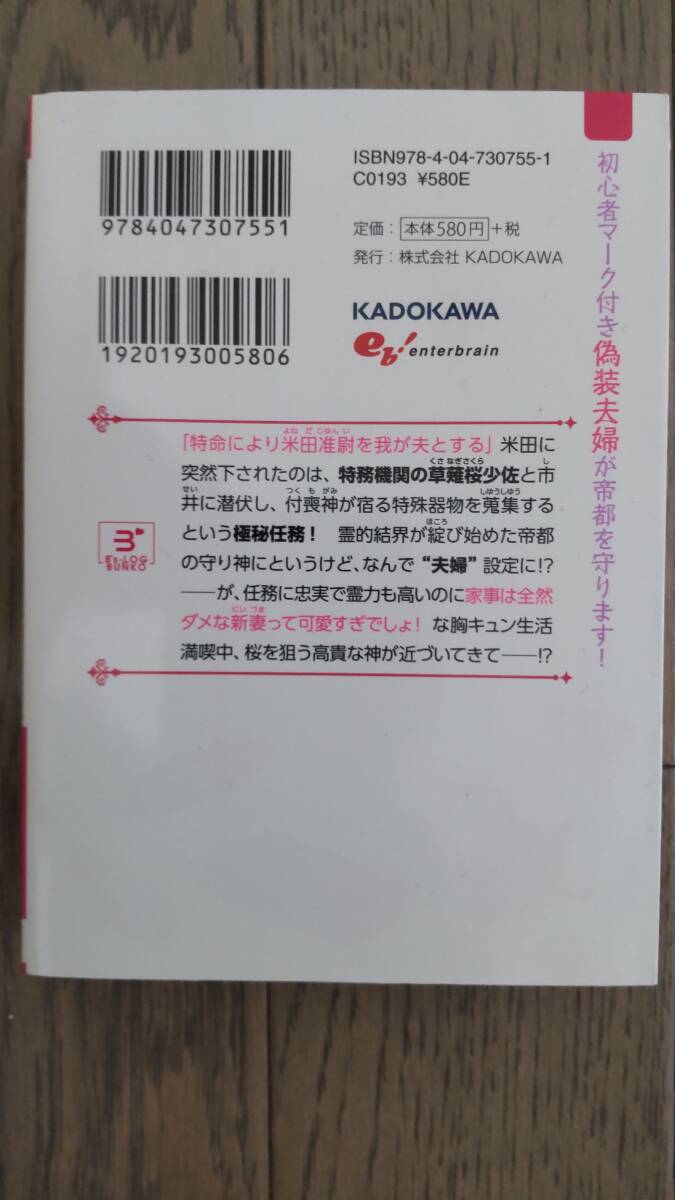 ISBN978-4-04-730755-1
C0193 ¥580E
9784047307551
定価：本体580円+税
発行：株式会社 KADOKAWA
1920193005806
KADOKAWA
eb! enterbrain
初心者マーク付き偽装夫婦が帝都を守ります！
「特命により米田准尉を我が夫とする」米田に
突然下されたのは、特務機関の草薙桜少佐と市
井に潜伏し、付喪神が宿る特殊器物を蒐集する
という極秘任務！　霊的結界が綻び始めた帝都
の守り神にというけど、なんで“夫婦”設定に!?
――が、任務に忠実で霊力も高いのに家事は全然
ダメな新妻って可愛すぎでしょ！ な胸キュン生活
満喫中、桜を狙う高貴な神が近づいてきて――!?
B's-LOG
BUNKO